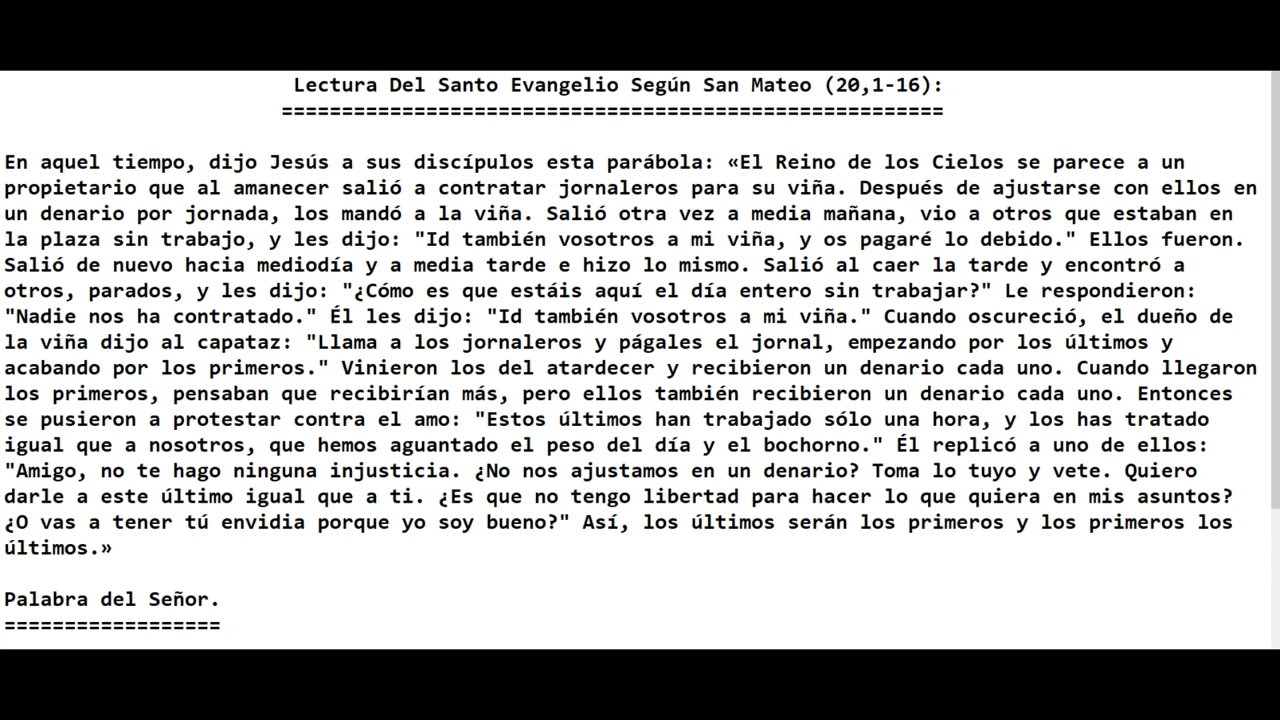 Lectura Del Santo Evangelio Según San Mateo (20,1-16):
=======================================================
En aquel tiempo, dijo Jesús a sus discípulos esta parábola: «El Reino de los Cielos se parece a un
propietario que al amanecer salió a contratar jornaleros para su viña. Después de ajustarse con ellos en
un denario por jornada, los mandó a la viña. Salió otra vez a media mañana, vio a otros que estaban en
la plaza sin trabajo, y les dijo: "Id también vosotros a mi viña, y os pagaré lo debido." Ellos fueron.
Salió de nuevo hacia mediodía y a media tarde e hizo lo mismo. Salió al caer la tarde y encontró a
otros, parados, y les dijo: "¿Cómo es que estáis aquí el día entero sin trabajar?" Le respondieron:
"Nadie nos ha contratado." Él les dijo: "Id también vosotros a mi viña." Cuando oscureció, el dueño de
la viña dijo al capataz: "Llama a los jornaleros y págales el jornal, empezando por los últimos y
acabando por los primeros." Vinieron los del atardecer y recibieron un denario cada uno. Cuando llegaron
los primeros, pensaban que recibirían más, pero ellos también recibieron un denario cada uno. Entonces
se pusieron a protestar contra el amo: "Estos últimos han trabajado sólo una hora, y los has tratado
igual que a nosotros, que hemos aguantado el peso del día y el bochorno." Él replicó a uno de ellos:
"Amigo, no te hago ninguna injusticia. ¿No nos ajustamos en un denario? Toma lo tuyo y vete. Quiero
darle a este último igual que a ti. ¿Es que no tengo libertad para hacer lo que quiera en mis asuntos?
¿O vas a tener tú envidia porque yo soy bueno?" Así, los últimos serán los primeros y los primeros los
últimos.»
Palabra del Señor.
==================